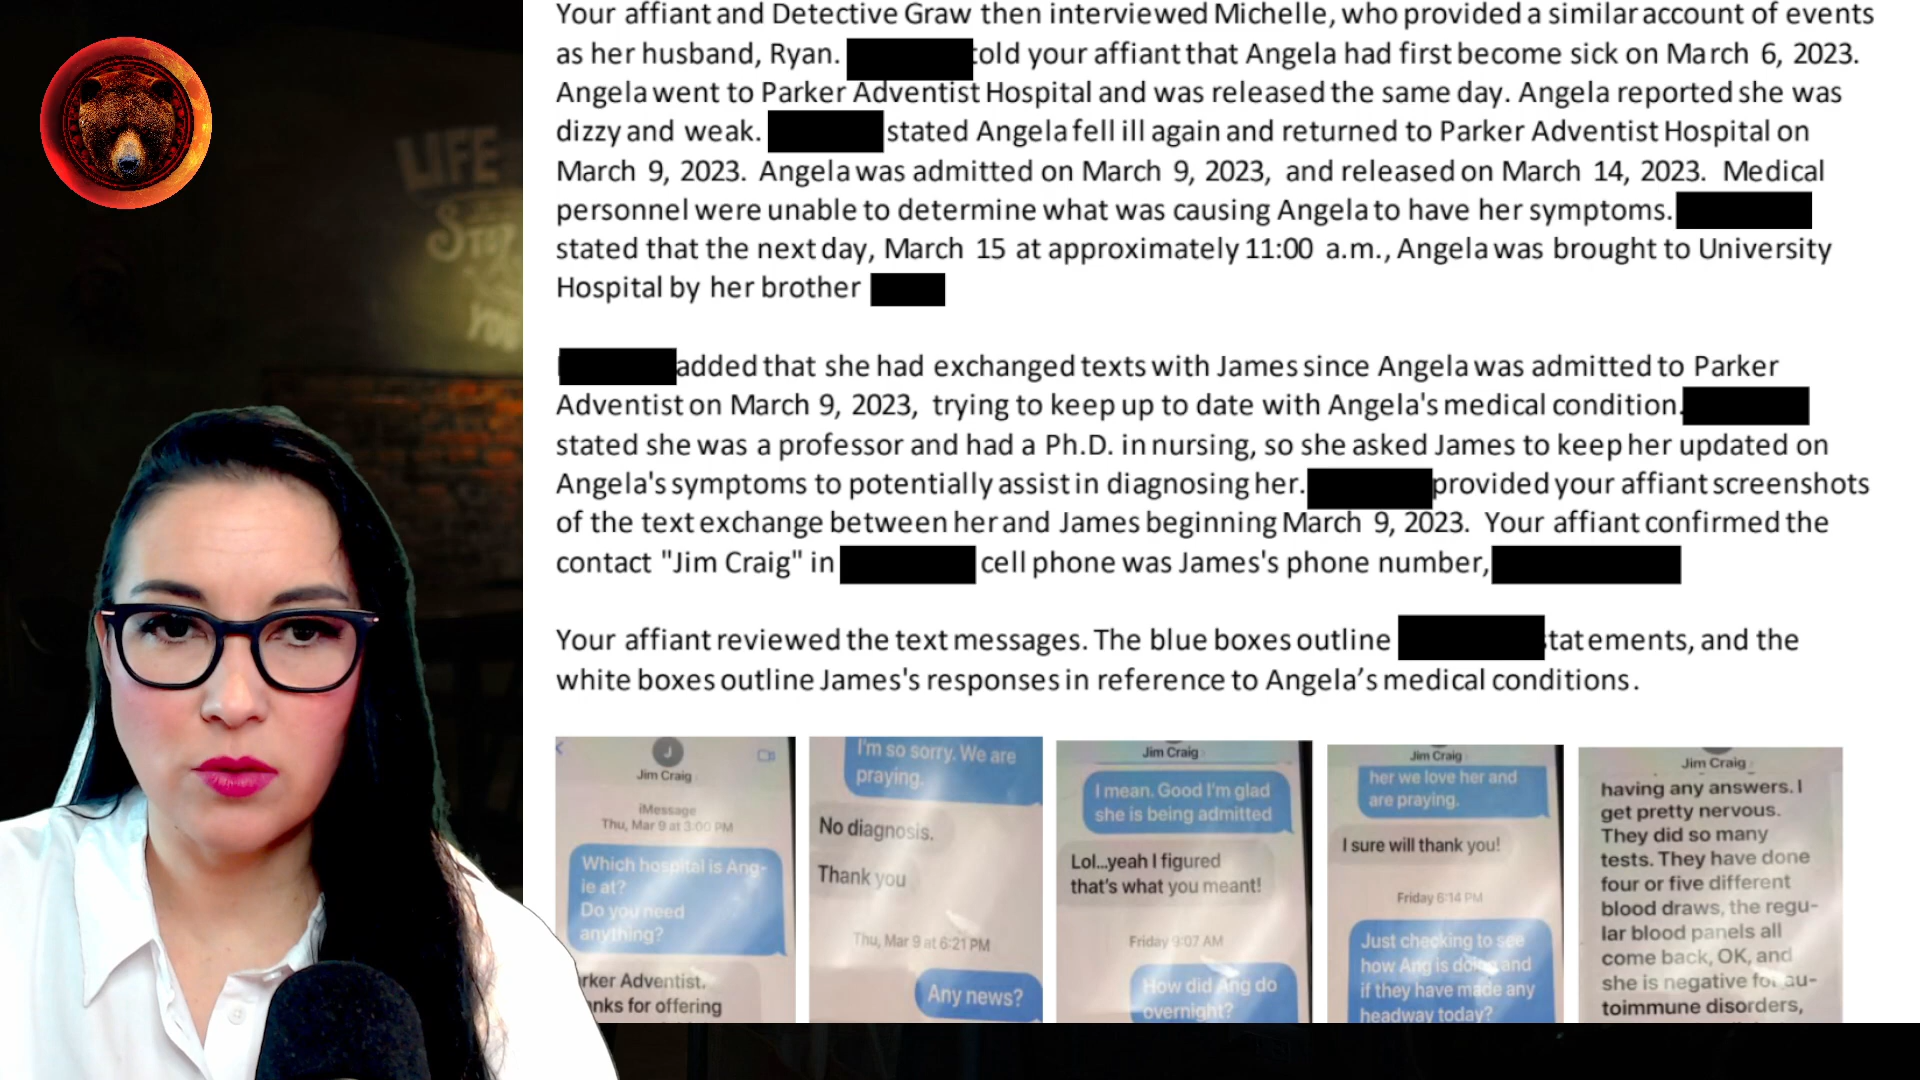 LIFE
STOP
YOU
Your affiant and Detective Graw then interviewed Michelle, who provided a similar account of events
as her husband, Ryan. told your affiant that Angela had first become sick on March 6, 2023.
Angela went to Parker Adventist Hospital and was released the same day. Angela reported she was
dizzy and weak. stated Angela fell ill again and returned to Parker Adventist Hospital on
March 9, 2023. Angela was admitted on March 9, 2023, and released on March 14, 2023. Medical
personnel were unable to determine what was causing Angela to have her symptoms.
stated that the next day, March 15 at approximately 11:00 a.m., Angela was brought to University
Hospital by her brother
added that she had exchanged texts with James since Angela was admitted to Parker
Adventist on March 9, 2023, trying to keep up to date with Angela's medical condition.
stated she was a professor and had a Ph.D. in nursing, so she asked James to keep her updated on
Angela's symptoms to potentially assist in diagnosing her. provided your affiant screenshots
of the text exchange between her and James beginning March 9, 2023. Your affiant confirmed the
contact "Jim Craig" in cell phone was James's phone number,
Your affiant reviewed the text messages. The blue boxes outline statements, and the
white boxes outline James's responses in reference to Angela’s medical conditions.
J
Jim Craig
iMessage
Thu, Mar 9 at 3:00 PM
Which hospital is Ang-
ie at?
Do you need
anything?
rker Adventist.
nks for offering
I'm so sorry. We are
praying.
No diagnosis.
Thank you
Thu, Mar 9 at 6:21 PM
Any news?
Jim Craig
I mean. Good I'm glad
she is being admitted
Lol...yeah I figured
that's what you meant!
Friday 9:07 AM
How did Ang do
overnight?
Jim Craig
her we love her and
are praying.
I sure will thank you!
Friday 6:14 PM
Just checking to see
how Ang is doing and
if they have made any
headway today?
Jim Craig
having any answers. I
get pretty nervous.
They did so many
tests. They have done
four or five different
blood draws, the regu-
lar blood panels all
come back, OK, and
she is negative for au-
toimmune disorders,